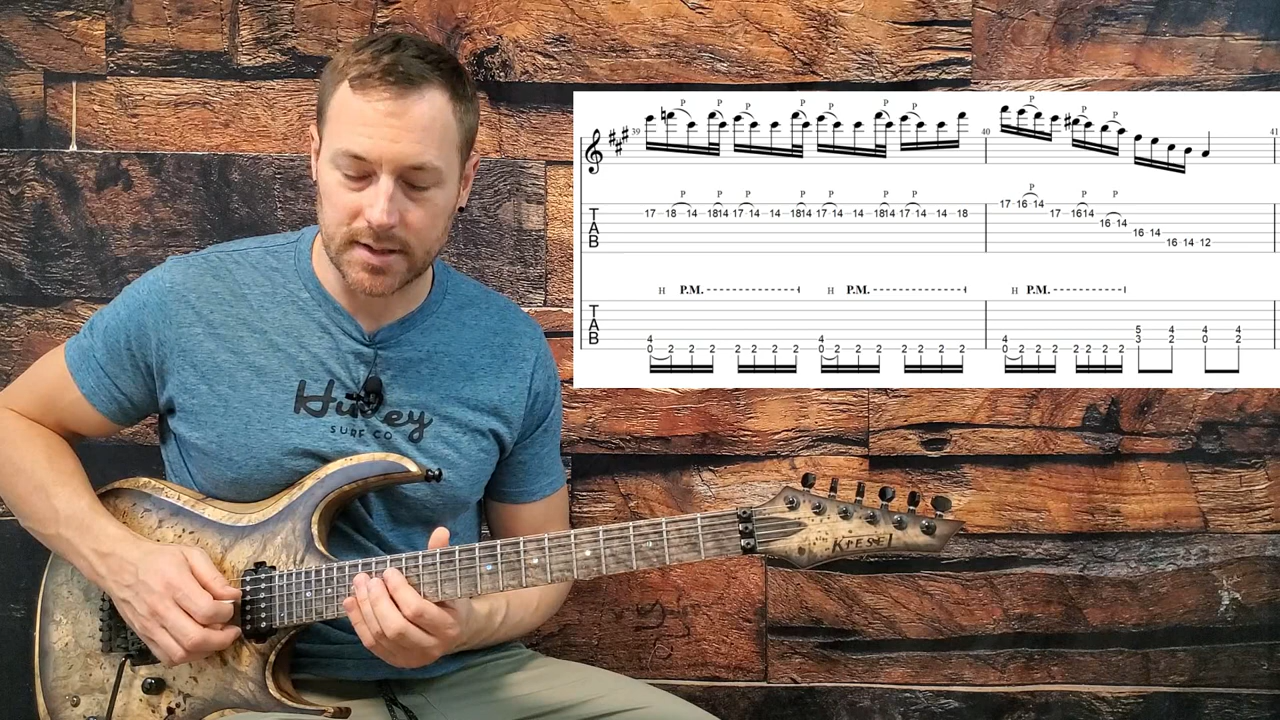 P P P P P P P P P P
39 40 41
P P P P P P P P P P
17 16 14
T 17 18 14 1814 17 14 14 1814 17 14 14 1814 17 14 14 18 17 1614
A 16 14
16 14
B 16 14 12
H P.M. H P.M. H P.M.
T
A 5 4 4 4
B 4 4 4 3 2 0 2
0 2 2 2 2 2 2 2 0 2 2 2 2 2 2 2 0 2 2 2 2 2 2
Hurley
SURF CO
KIESEL